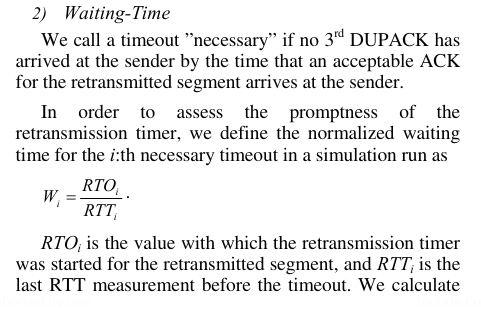 2) Waiting-Time
We call a timeout ”necessary” if no 3rd DUPACK has
arrived at the sender by the time that an acceptable ACK
for the retransmitted segment arrives at the sender.
In order to assess the promptness of the
retransmission timer, we define the normalized waiting
time for the i:th necessary timeout in a simulation run as
W_i = RTO_i / RTT_i .
RTO_i is the value with which the retransmission timer
was started for the retransmitted segment, and RTT_i is the
last RTT measurement before the timeout. We calculate